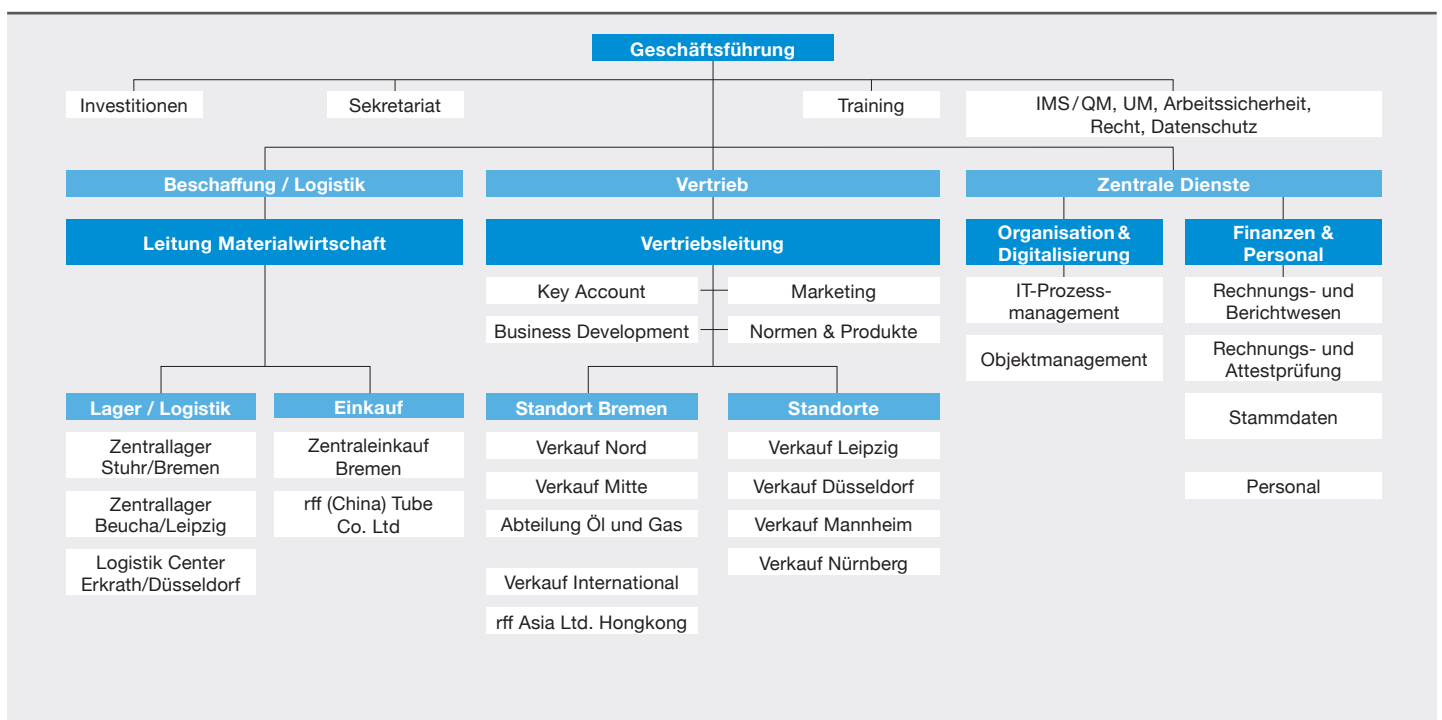 Geschäftsführung
Investitionen
Sekretariat
Training
IMS/QM, UM, Arbeitssicherheit,
Recht, Datenschutz
Beschaffung / Logistik
Leitung Materialwirtschaft
Lager / Logistik
Zentrallager
Stuhr/Bremen
Zentrallager
Beucha/Leipzig
Logistik Center
Erkrath/Düsseldorf
Einkauf
Zentraleinkauf
Bremen
rff (China) Tube
Co. Ltd
Vertrieb
Vertriebsleitung
Key Account
Marketing
Business Development
Normen & Produkte
Standort Bremen
Verkauf Nord
Verkauf Mitte
Abteilung Öl und Gas
Verkauf International
rff Asia Ltd. Hongkong
Standorte
Verkauf Leipzig
Verkauf Düsseldorf
Verkauf Mannheim
Verkauf Nürnberg
Zentrale Dienste
Organisation &
Digitalisierung
IT-Prozess-
management
Objektmanagement
Finanzen &
Personal
Rechnungs- und
Berichtwesen
Rechnungs- und
Attestprüfung
Stammdaten
Personal